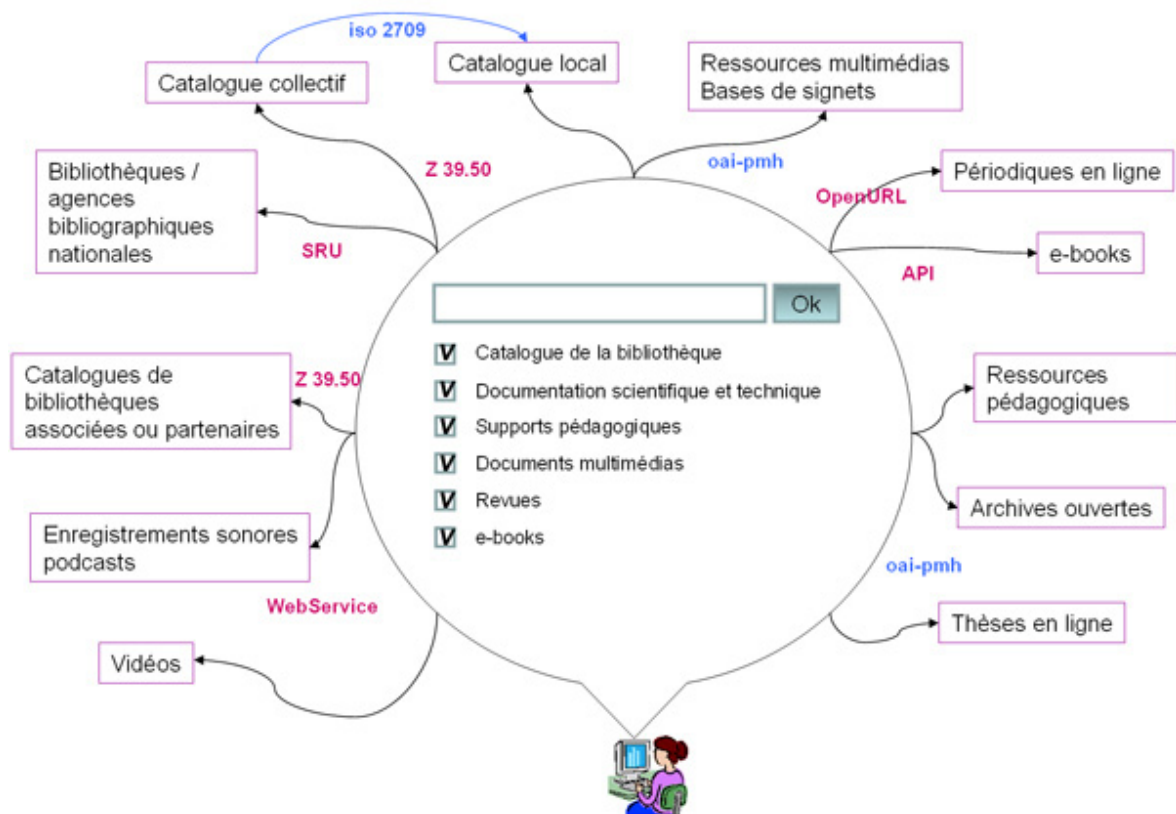 iso 2709
Catalogue collectif
Catalogue local
Ressources multimédias
Bases de signets
Z 39.50
oai-pmh
Bibliothèques /
agences
bibliographiques
nationales
SRU
OpenURL
Périodiques en ligne
API
e-books
Ok
Catalogue de la bibliothèque
Documentation scientifique et technique
Supports pédagogiques
Documents multimédias
Revues
e-books
Catalogues de
bibliothèques
associées ou partenaires
Z 39.50
Ressources
pédagogiques
Enregistrements sonores
podcasts
Archives ouvertes
WebService
oai-pmh
Vidéos
Thèses en ligne